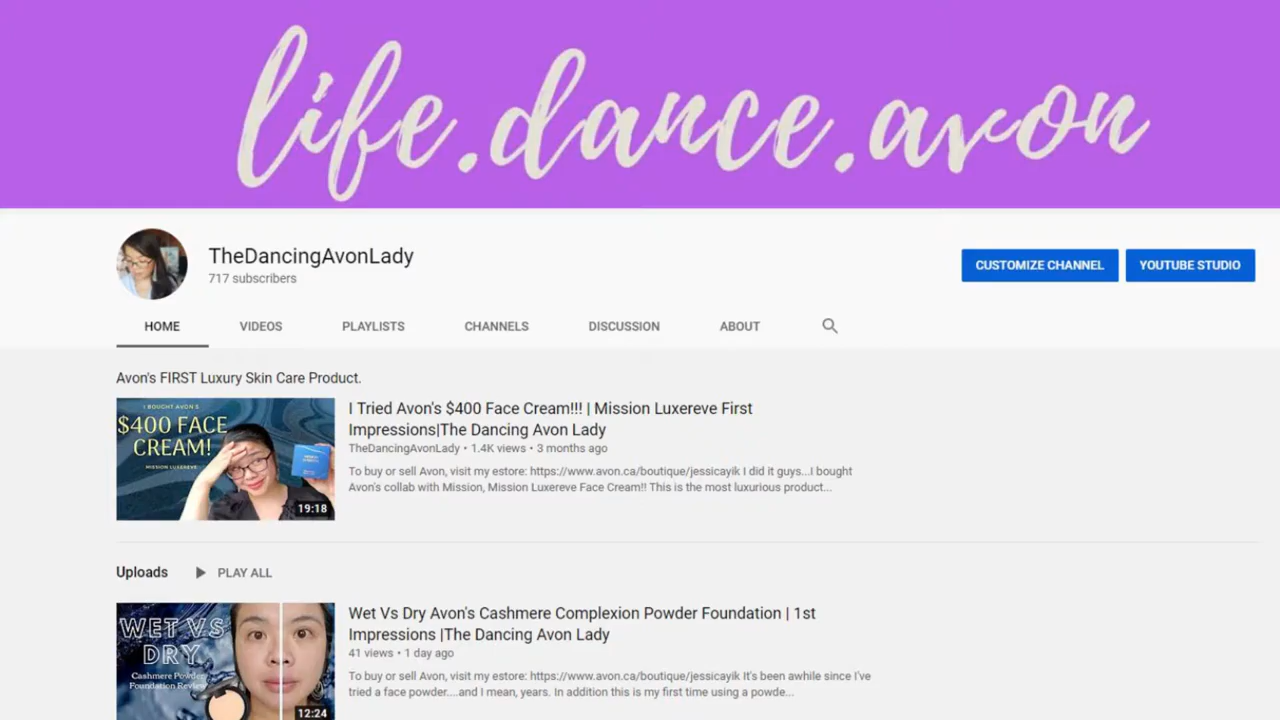 life.dance.avon
TheDancingAvonLady
717 subscribers
CUSTOMIZE CHANNEL
YOUTUBE STUDIO
HOME
VIDEOS
PLAYLISTS
CHANNELS
DISCUSSION
ABOUT
Avon's FIRST Luxury Skin Care Product.
I BOUGHT AVON'S
$400 FACE
CREAM!
MISSION LUXEREVE
19:18
I Tried Avon's $400 Face Cream!!! | Mission Luxereve First
Impressions|The Dancing Avon Lady
TheDancingAvonLady • 1.4K views • 3 months ago
To buy or sell Avon, visit my estore: https://www.avon.ca/boutique/jessicayik I did it guys...I bought
Avon's collab with Mission, Mission Luxereve Face Cream!! This is the most luxurious product...
Uploads
PLAY ALL
WET VS
DRY
Cashmere Powder
Foundation Review
12:24
Wet Vs Dry Avon's Cashmere Complexion Powder Foundation | 1st
Impressions |The Dancing Avon Lady
41 views • 1 day ago
To buy or sell Avon, visit my estore: https://www.avon.ca/boutique/jessicayik It's been awhile since I've
tried a face powder....and I mean, years. In addition this is my first time using a powde...